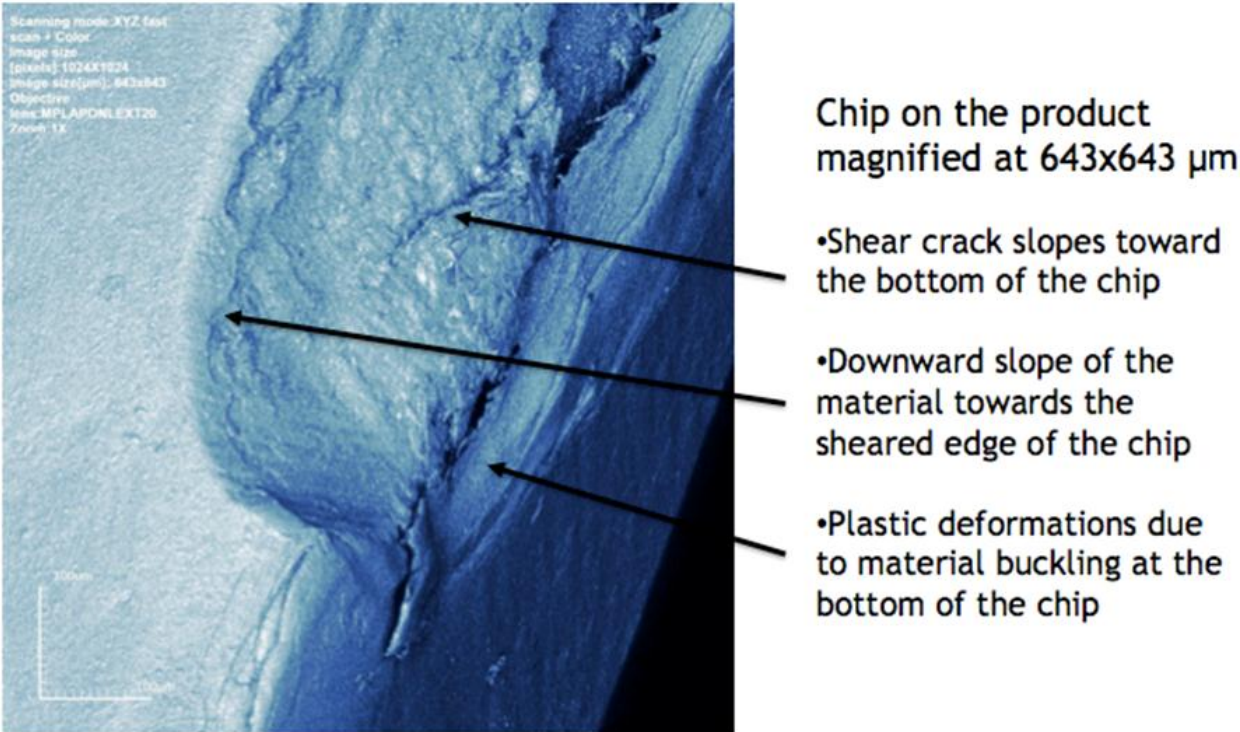 Scanning mode:XYZ fast
scan + Color
Image size
[pixels]:1024X1024
Image size[μm]: 643x643
Objective
lens:MPLAPONLEXT20
Zoom:1X
100um
100um
Chip on the product
magnified at 643x643 μm
•Shear crack slopes toward
the bottom of the chip
•Downward slope of the
material towards the
sheared edge of the chip
•Plastic deformations due
to material buckling at the
bottom of the chip